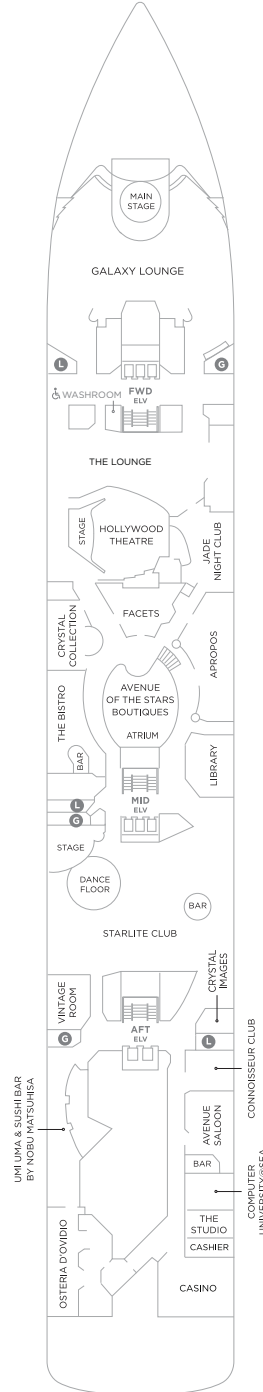 MAIN
STAGE
GALAXY LOUNGE
L
G
WASHROOM
FWD
ELV
THE LOUNGE
STAGE
HOLLYWOOD
THEATRE
JADE
NIGHT CLUB
FACETS
CRYSTAL
COLLECTION
APROPOS
AVENUE
OF THE STARS
BOUTIQUES
ATRIUM
THE BISTRO
BAR
LIBRARY
L
G
MID
ELV
STAGE
DANCE
FLOOR
BAR
STARLITE CLUB
CRYSTAL
IMAGES
VINTAGE
ROOM
G
AFT
ELV
L
CONNOISSEUR CLUB
UMI UMA & SUSHI BAR
BY NOBU MATSUHISA
AVENUE
SALOON
BAR
COMPUTER
UNIVERSITY@SEA
THE
STUDIO
CASHIER
OSTERIA D'OVIDIO
CASINO